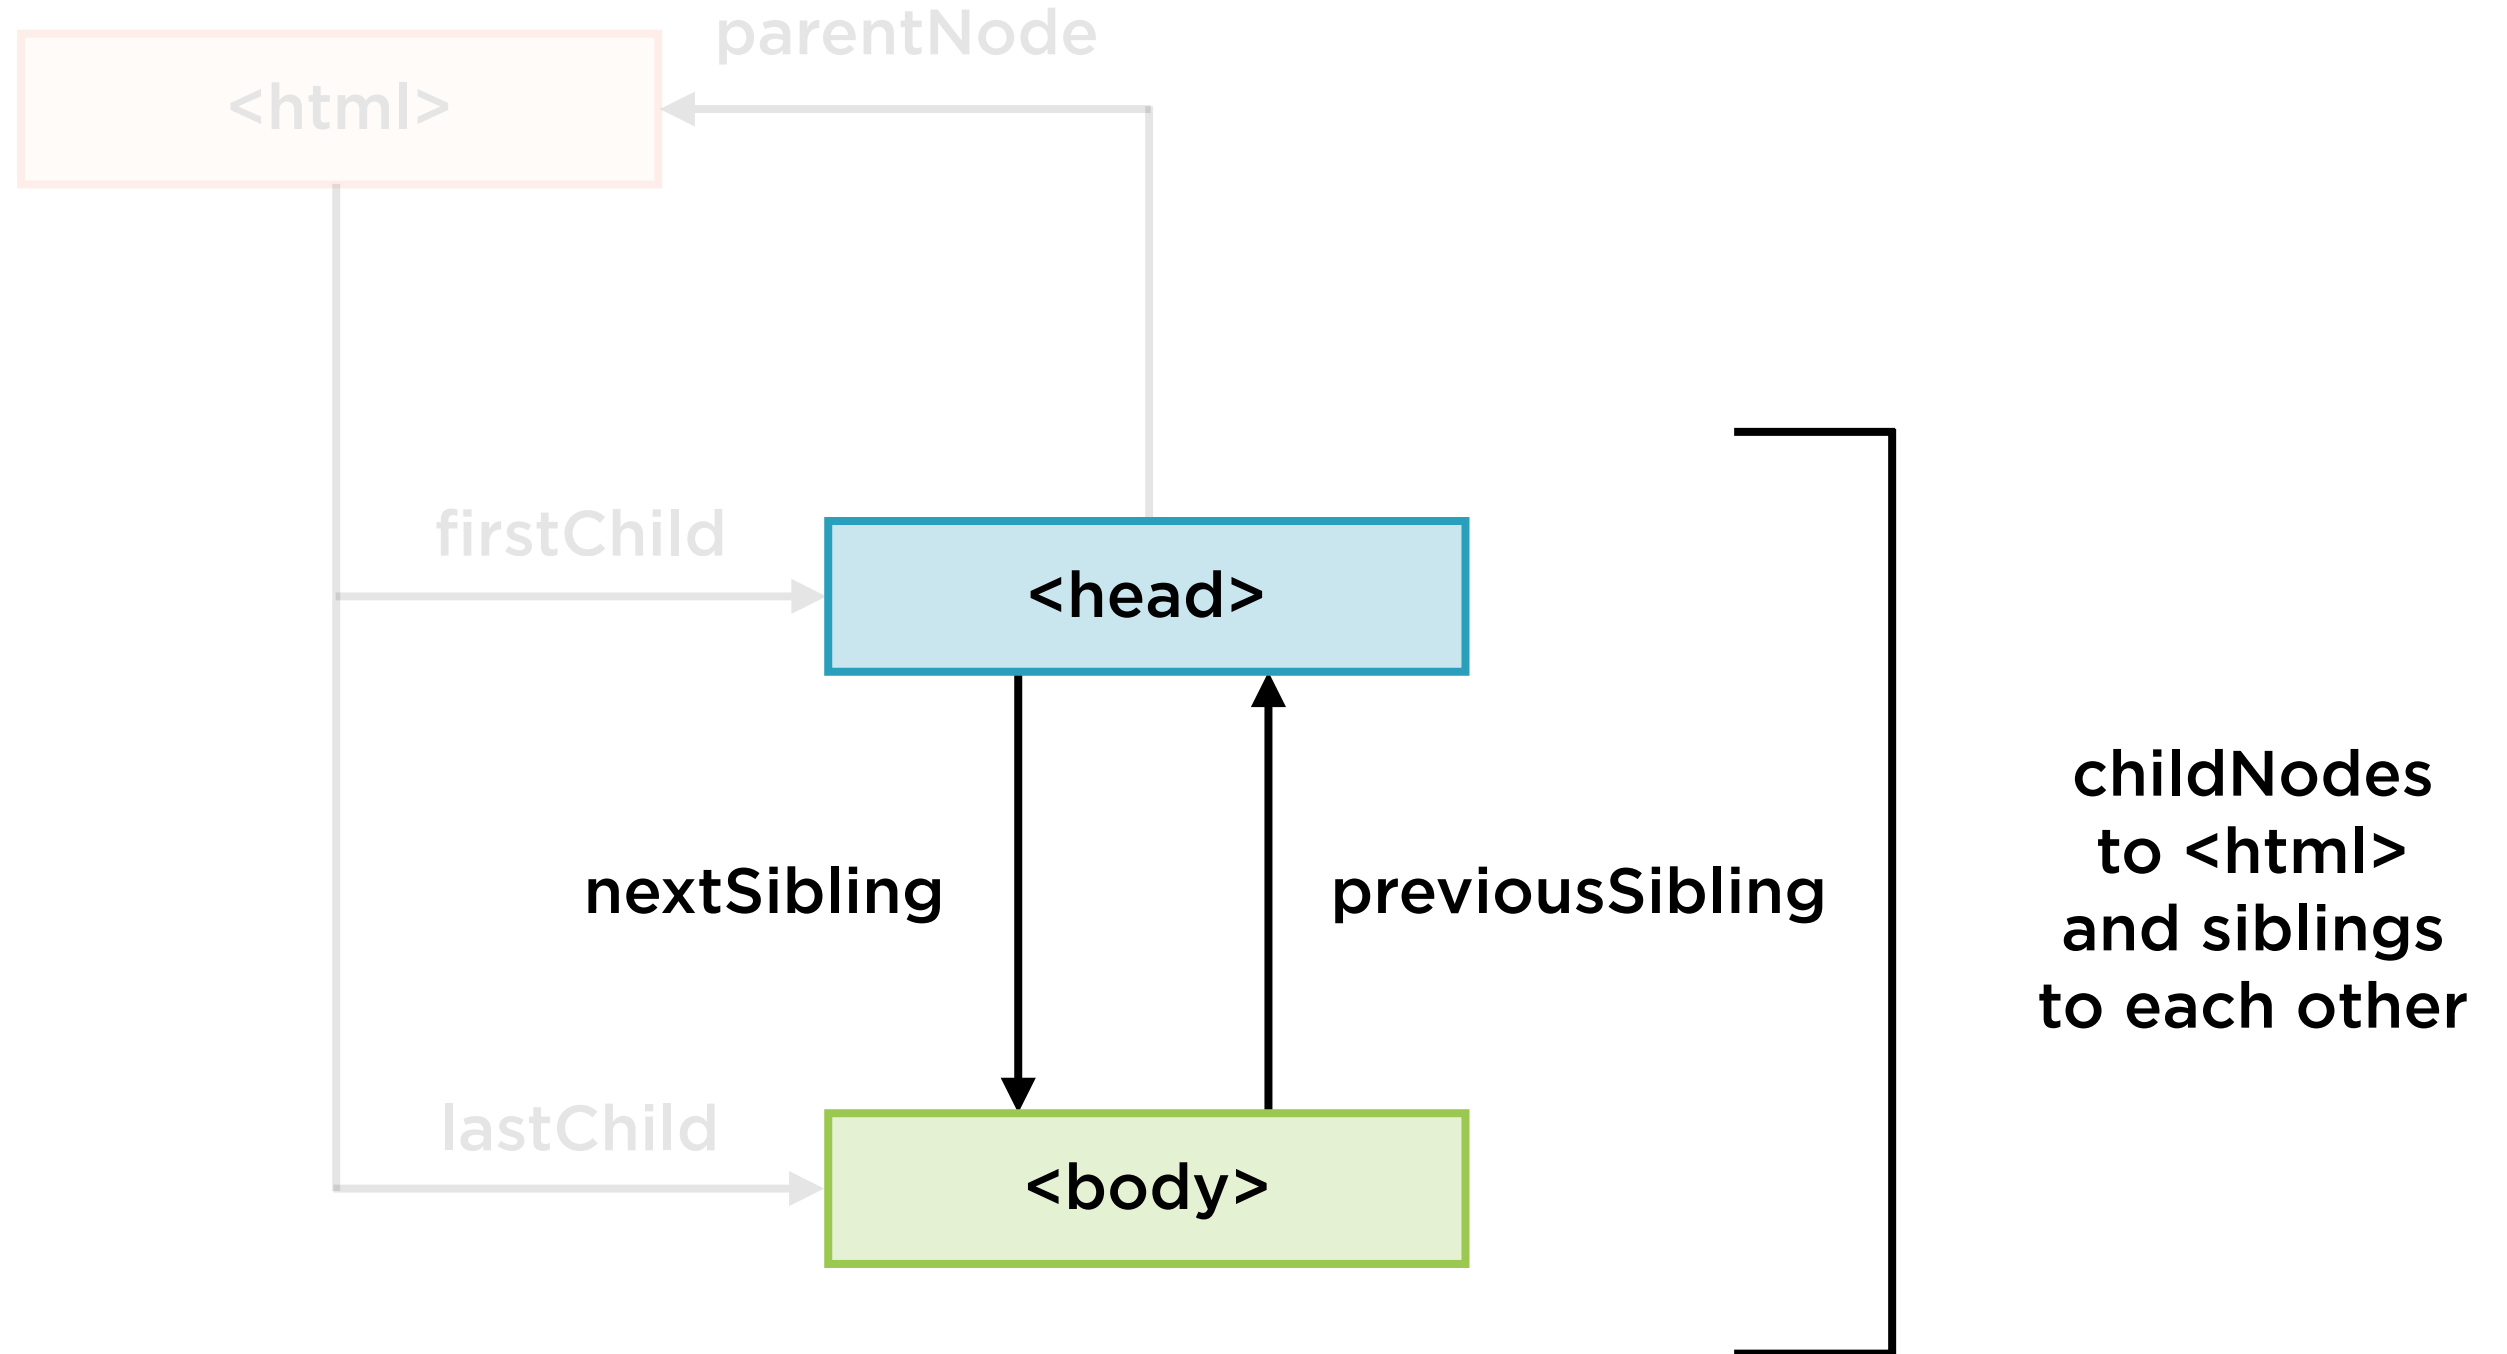 parentNode
<html>
firstChild
<head>
childNodes
to <html>
and siblings
to each other
nextSibling
previousSibling
lastChild
<body>